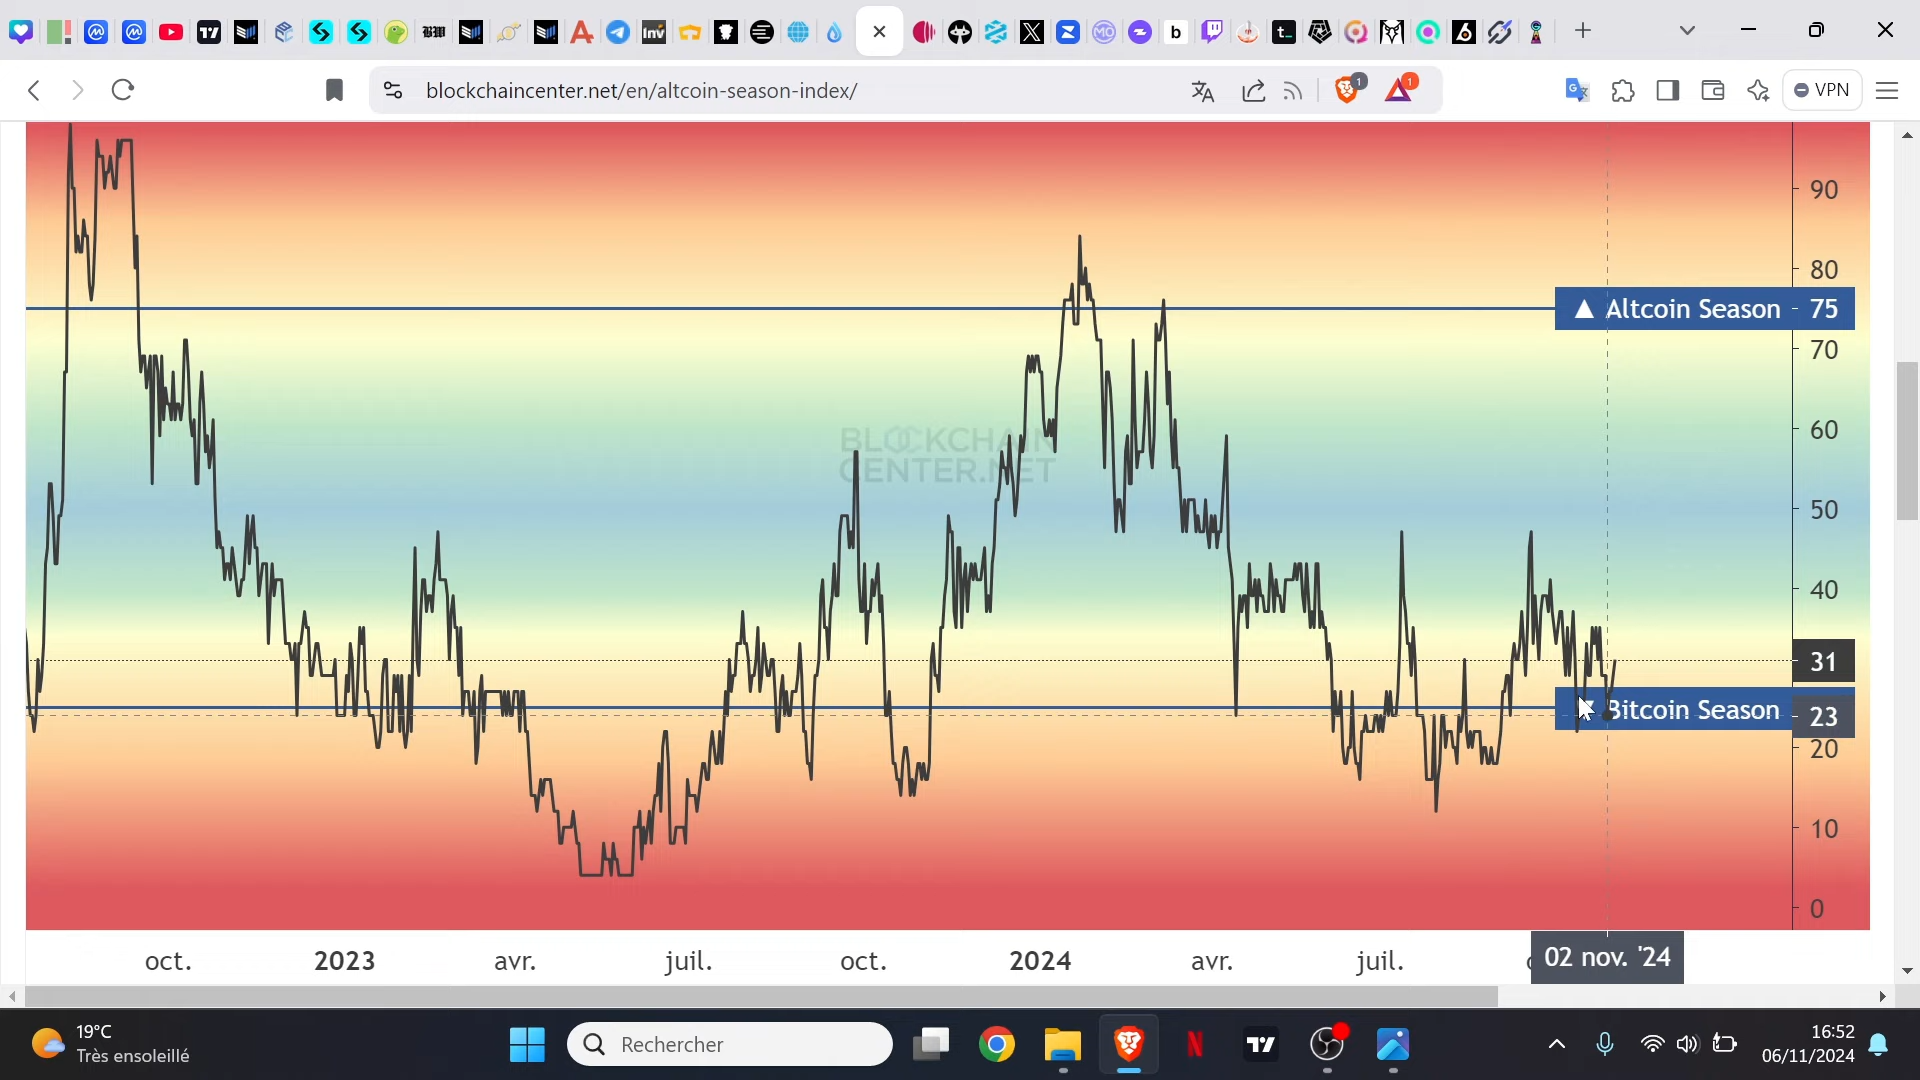 blockchaincenter.net/en/altcoin-season-index/
1
1
VPN
90
80
▲ Altcoin Season
75
70
60
BLOCKCHAIN
CENTER.NET
50
40
31
Bitcoin Season
23
20
10
0
oct.
2023
avr.
juil.
oct.
2024
avr.
juil.
02 nov. '24
19°C
Très ensoleillé
Rechercher
16:52
06/11/2024